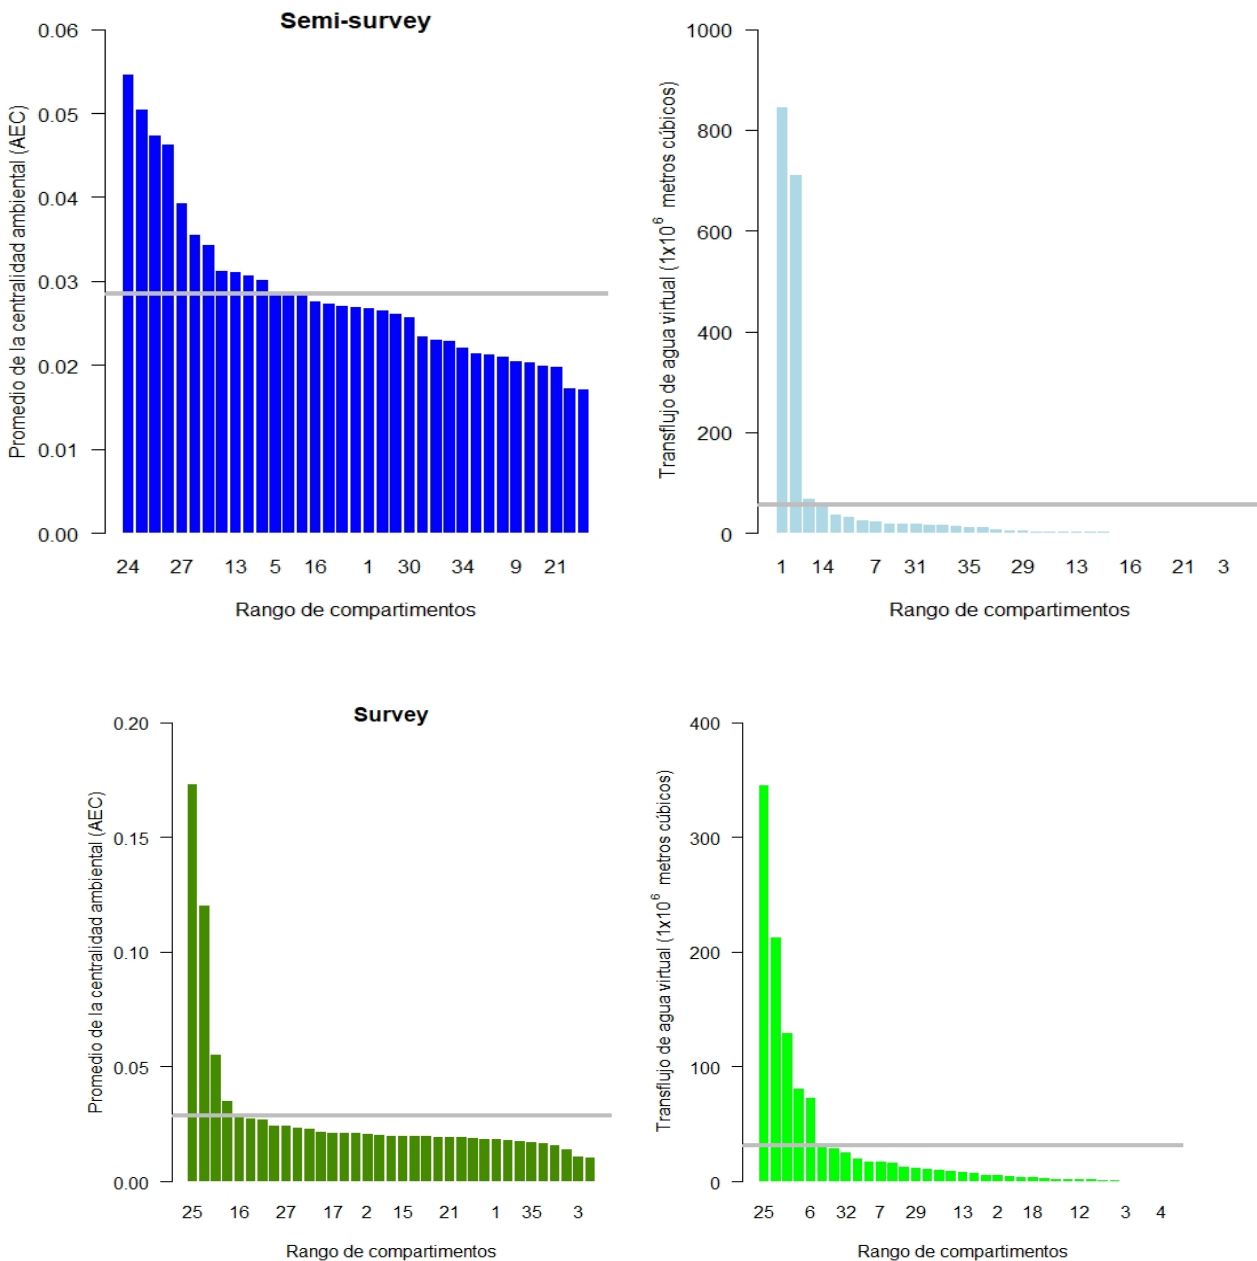 Semi-survey
Promedio de la centralidad ambiental (AEC)
0.06
0.05
0.04
0.03
0.02
0.01
0.00
24 27 13 5 16 1 30 34 9 21
Rango de compartimentos
Transflujo de agua virtual (1x10⁶ metros cúbicos)
1000
800
600
400
200
0
1 14 7 31 35 29 13 16 21 3
Rango de compartimentos
Survey
Promedio de la centralidad ambiental (AEC)
0.20
0.15
0.10
0.05
0.00
25 16 27 17 2 15 21 1 35 3
Rango de compartimentos
Transflujo de agua virtual (1x10⁶ metros cúbicos)
400
300
200
100
0
25 6 32 7 29 13 2 18 12 3 4
Rango de compartimentos